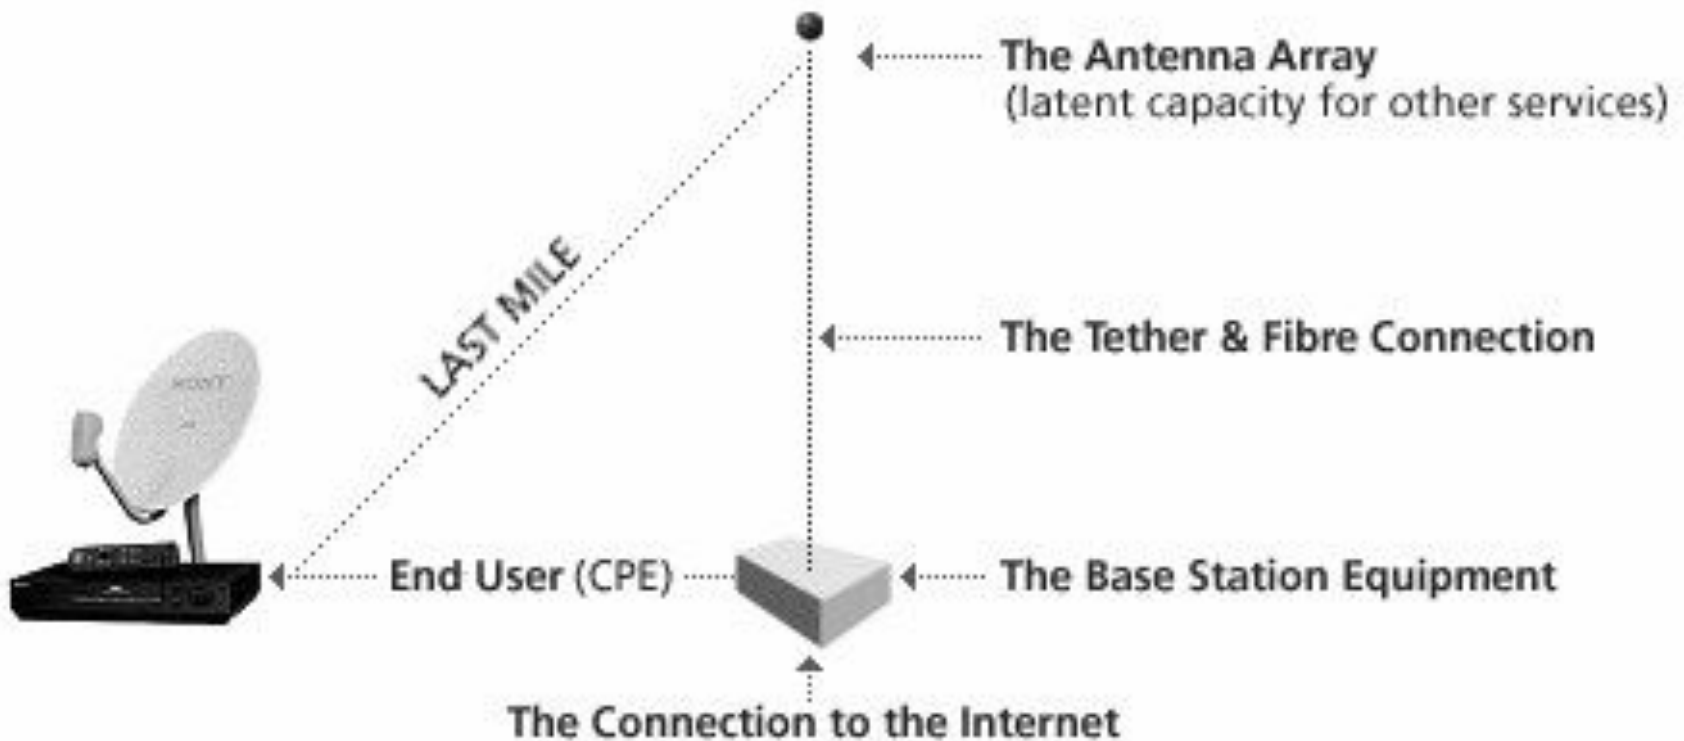 The Antenna Array
(latent capacity for other services)
LAST MILE
The Tether & Fibre Connection
End User (CPE)
The Base Station Equipment
The Connection to the Internet